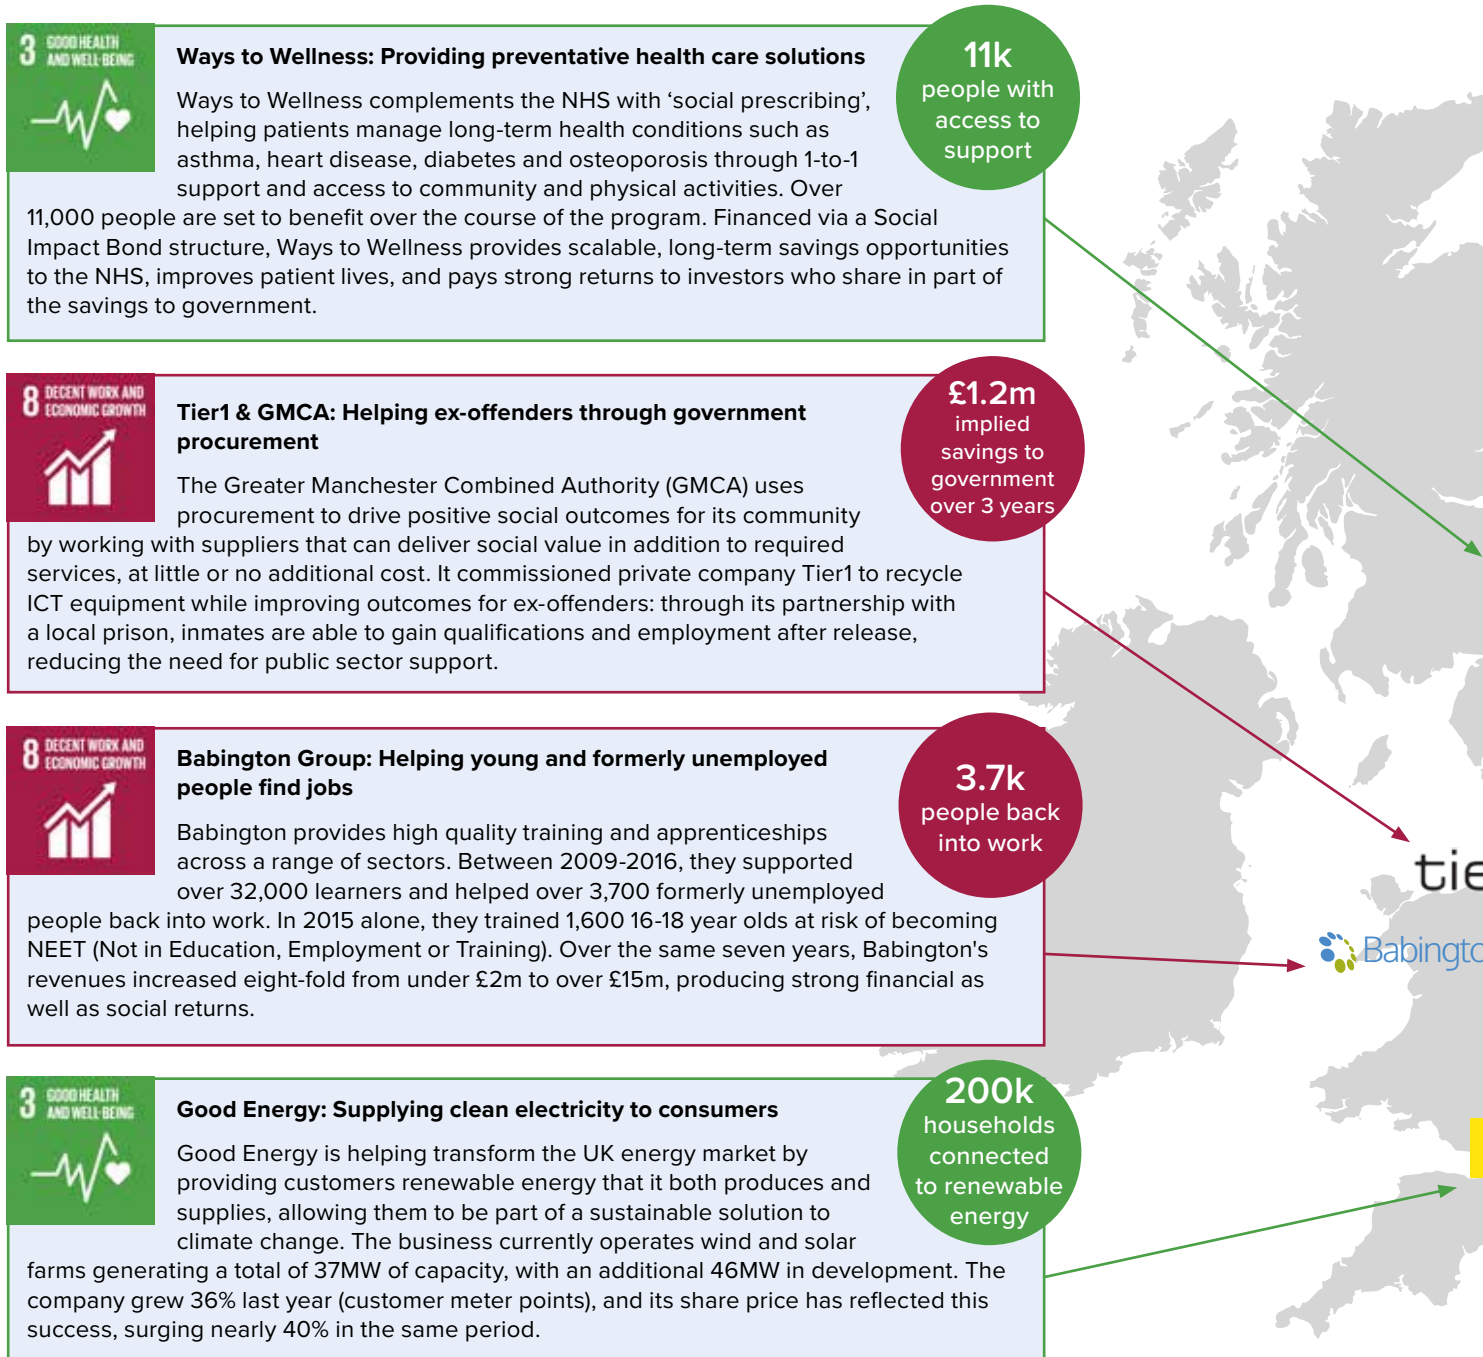 3 GOOD HEALTH
AND WELL-BEING
Ways to Wellness: Providing preventative health care solutions
Ways to Wellness complements the NHS with ‘social prescribing’,
helping patients manage long-term health conditions such as
asthma, heart disease, diabetes and osteoporosis through 1-to-1
support and access to community and physical activities. Over
11,000 people are set to benefit over the course of the program. Financed via a Social
Impact Bond structure, Ways to Wellness provides scalable, long-term savings opportunities
to the NHS, improves patient lives, and pays strong returns to investors who share in part of
the savings to government.
11k
people with
access to
support
8 DECENT WORK AND
ECONOMIC GROWTH
Tier1 & GMCA: Helping ex-offenders through government
procurement
The Greater Manchester Combined Authority (GMCA) uses
procurement to drive positive social outcomes for its community
by working with suppliers that can deliver social value in addition to required
services, at little or no additional cost. It commissioned private company Tier1 to recycle
ICT equipment while improving outcomes for ex-offenders: through its partnership with
a local prison, inmates are able to gain qualifications and employment after release,
reducing the need for public sector support.
£1.2m
implied
savings to
government
over 3 years
8 DECENT WORK AND
ECONOMIC GROWTH
Babington Group: Helping young and formerly unemployed
people find jobs
Babington provides high quality training and apprenticeships
across a range of sectors. Between 2009-2016, they supported
over 32,000 learners and helped over 3,700 formerly unemployed
people back into work. In 2015 alone, they trained 1,600 16-18 year olds at risk of becoming
NEET (Not in Education, Employment or Training). Over the same seven years, Babington's
revenues increased eight-fold from under £2m to over £15m, producing strong financial as
well as social returns.
3.7k
people back
into work
tie
Babingto
3 GOOD HEALTH
AND WELL-BEING
Good Energy: Supplying clean electricity to consumers
Good Energy is helping transform the UK energy market by
providing customers renewable energy that it both produces and
supplies, allowing them to be part of a sustainable solution to
climate change. The business currently operates wind and solar
farms generating a total of 37MW of capacity, with an additional 46MW in development. The
company grew 36% last year (customer meter points), and its share price has reflected this
success, surging nearly 40% in the same period.
200k
households
connected
to renewable
energy